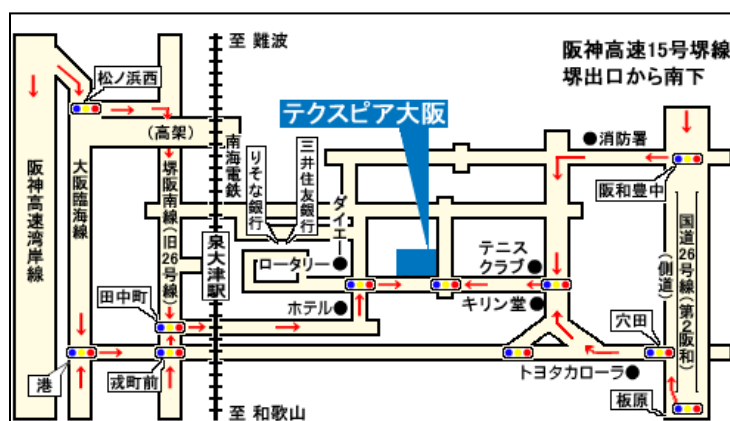 至 難波
阪神高速15号堺線
堺出口から南下
松ノ浜西
テクスピア大阪
(高架)
消防署
阪和豊中
阪神高速湾岸線
大阪臨海線
堺阪南線(旧26号線)
南海電鉄
りそな銀行
三井住友銀行
ダイエー
泉大津駅
ロータリー
テニス
クラブ
国道26号線(第2阪和)
(側道)
田中町
ホテル
キリン堂
穴田
港
戎町前
トヨタカローラ
板原
至 和歌山